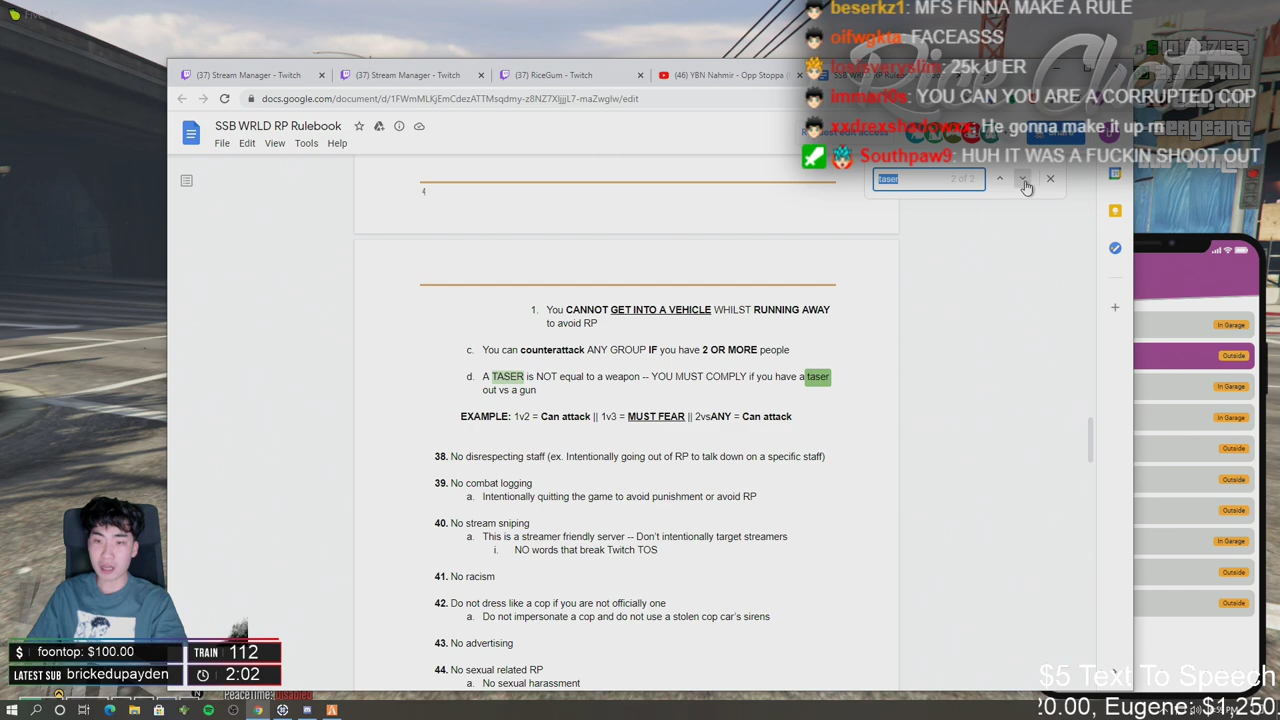 beserkz1: MFS FINNA MAKE A RULE
oifwgkta: FACEASSS
25k U ER
immarl0s: YOU CAN YOU ARE A CORRUPTED COP
He gonna make it up rn
Southpaw9: HUH IT WAS A FUCKIN SHOOT OUT
(37) Stream Manager - Twitch
(37) Stream Manager - Twitch
(37) RiceGum - Twitch
(46) YBN Nahmir - Opp Stoppa (
docs.google.com/document/d/1FWmMLKjEmCdezATTMsqdmy-z8NZ7XljjjL7-maZwglw/edit
SSB WRLD RP Rulebook
File Edit View Tools Help
taser 2 of 2
4
1. You CANNOT GET INTO A VEHICLE WHILST RUNNING AWAY
to avoid RP
c. You can counterattack ANY GROUP IF you have 2 OR MORE people
d. A TASER is NOT equal to a weapon -- YOU MUST COMPLY if you have a taser
out vs a gun
EXAMPLE: 1v2 = Can attack || 1v3 = MUST FEAR || 2vsANY = Can attack
38. No disrespecting staff (ex. Intentionally going out of RP to talk down on a specific staff)
39. No combat logging
a. Intentionally quitting the game to avoid punishment or avoid RP
40. No stream sniping
a. This is a streamer friendly server -- Don't intentionally target streamers
i. NO words that break Twitch TOS
41. No racism
42. Do not dress like a cop if you are not officially one
a. Do not impersonate a cop and do not use a stolen cop car's sirens
43. No advertising
44. No sexual related RP
a. No sexual harassment
In Garage
Outside
In Garage
In Garage
Outside
Outside
Outside
In Garage
Outside
Outside
$ foontop: $100.00
TRAIN 112
LATEST SUB brickedupayden
2:02
PeaceTime: Disabled
$5 Text To Speech
0.00, Eugene: $1,250.